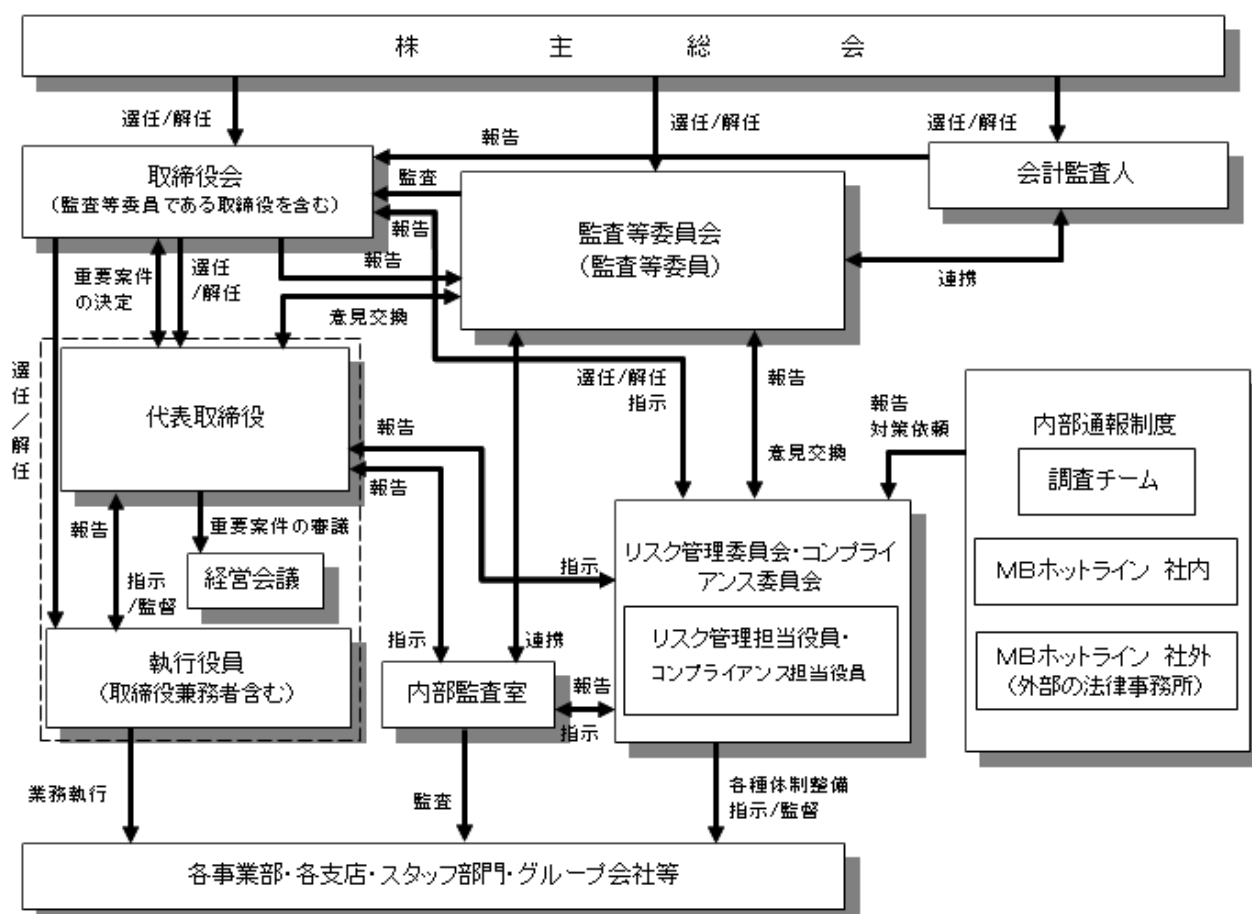 株主総会
選任/解任
選任/解任
選任/解任
報告
取締役会
(監査等委員である取締役を含む)
会計監査人
監査
監査等委員会
(監査等委員)
報告
報告
連携
重要案件
の決定
選任
/解任
意見交換
選任/解任
代表取締役
選任/解任
指示
報告
意見交換
報告
報告
報告
対策依頼
内部通報制度
調査チーム
MBホットライン 社内
MBホットライン 社外
(外部の法律事務所)
報告
重要案件の審議
指示
/監督
経営会議
指示
リスク管理委員会・コンプライ
アンス委員会
リスク管理担当役員・
コンプライアンス担当役員
執行役員
(取締役兼務者含む)
指示
連携
内部監査室
報告
指示
業務執行
監査
各種体制整備
指示/監督
各事業部・各支店・スタッフ部門・グループ会社等